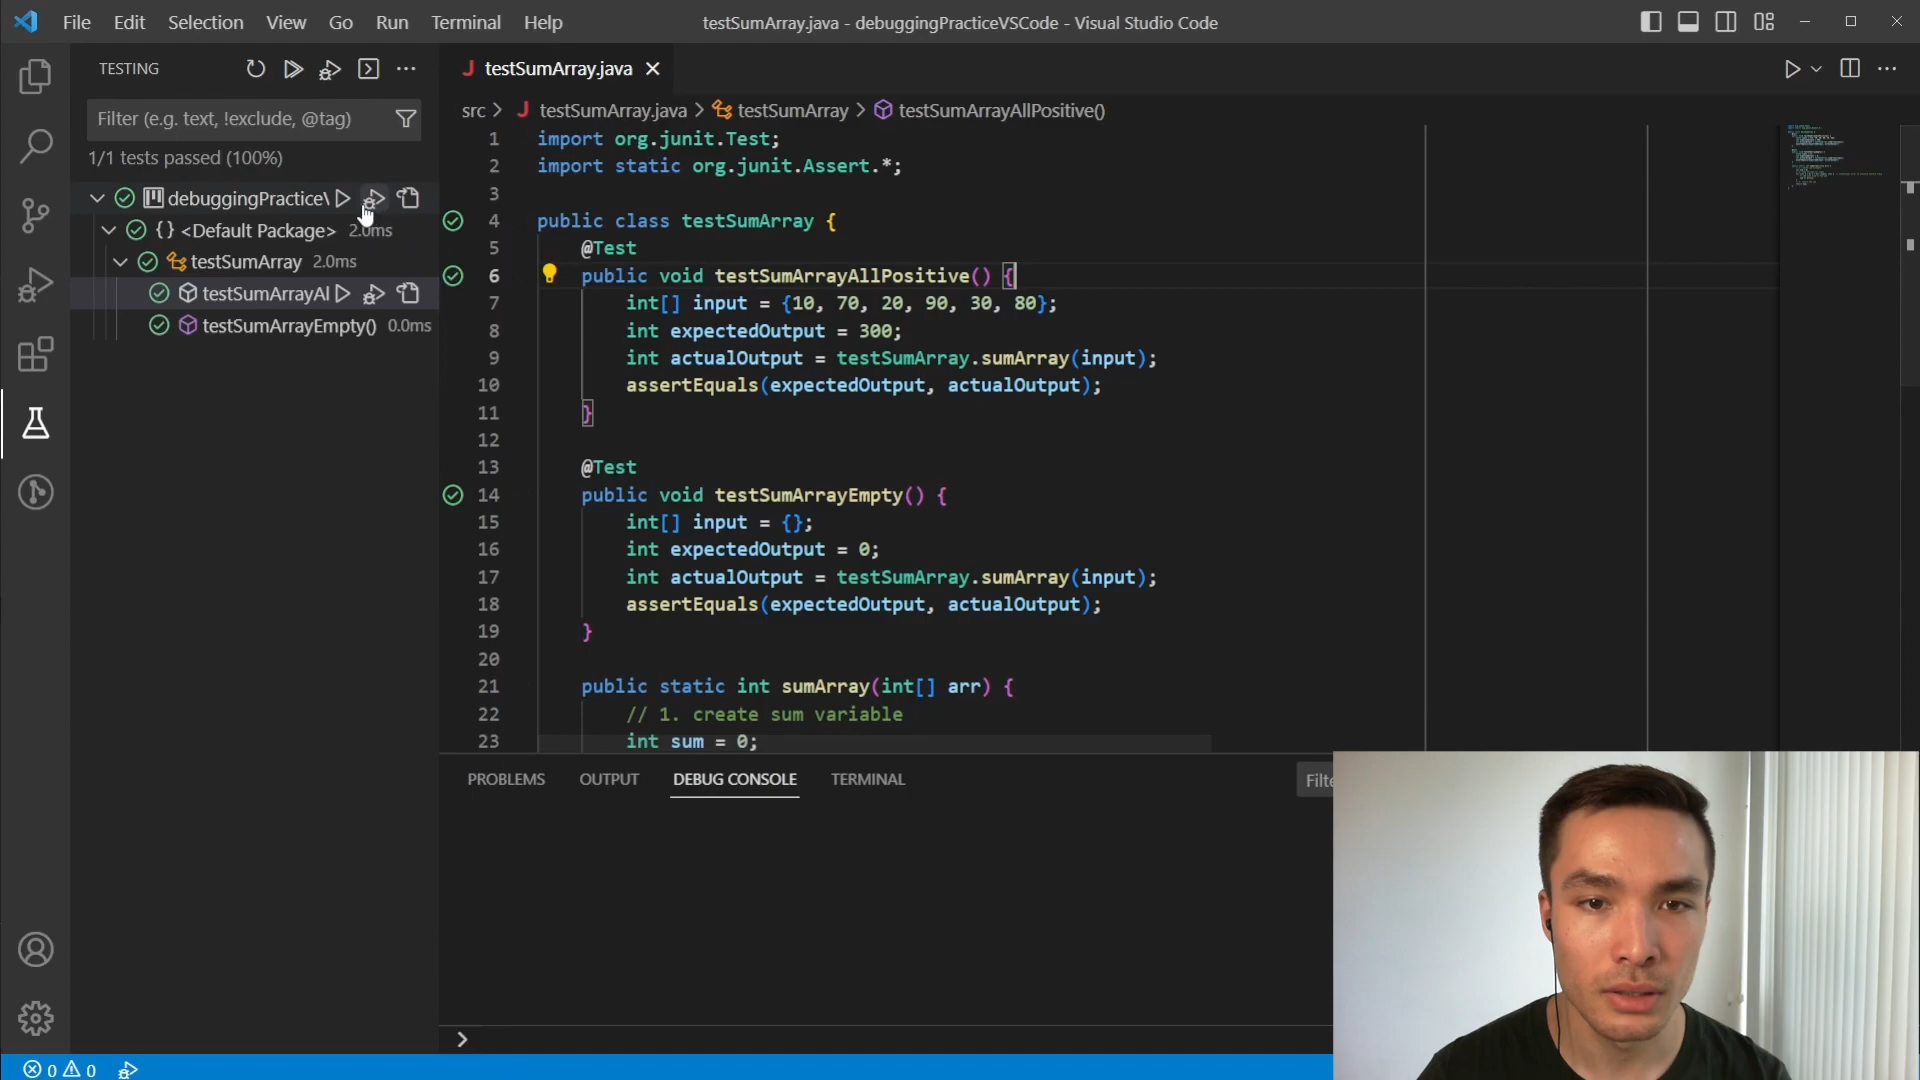 File Edit Selection View Go Run Terminal Help
testSumArray.java - debuggingPracticeVSCode - Visual Studio Code
TESTING
Filter (e.g. text, !exclude, @tag)
1/1 tests passed (100%)
debuggingPractice\
<Default Package> 2.0ms
testSumArray 2.0ms
testSumArrayAl
testSumArrayEmpty() 0.0ms
J testSumArray.java
src > J testSumArray.java > testSumArray > testSumArrayAllPositive()
1 import org.junit.Test;
2 import static org.junit.Assert.*;
3
4 public class testSumArray {
5 @Test
6 public void testSumArrayAllPositive() {
7 int[] input = {10, 70, 20, 90, 30, 80};
8 int expectedOutput = 300;
9 int actualOutput = testSumArray.sumArray(input);
10 assertEquals(expectedOutput, actualOutput);
11 }
12
13 @Test
14 public void testSumArrayEmpty() {
15 int[] input = {};
16 int expectedOutput = 0;
17 int actualOutput = testSumArray.sumArray(input);
18 assertEquals(expectedOutput, actualOutput);
19 }
20
21 public static int sumArray(int[] arr) {
22 // 1. create sum variable
23 int sum = 0;
PROBLEMS OUTPUT DEBUG CONSOLE TERMINAL
Filte
0 0